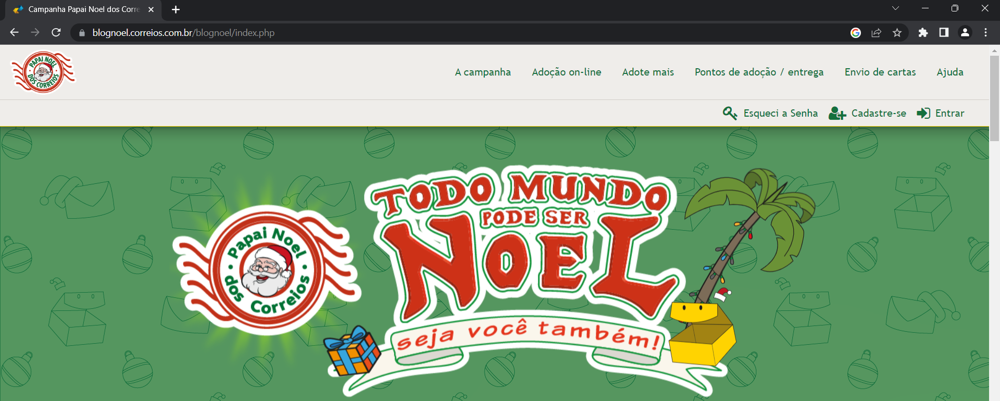 Campanha Papai Noel dos Corre
blognoel.correios.com.br/blognoel/index.php
PAPAI NOEL
DOS CORREIOS
A campanha
Adoção on-line
Adote mais
Pontos de adoção / entrega
Envio de cartas
Ajuda
Esqueci a Senha
Cadastre-se
Entrar
Papai Noel
dos Correios
TODO MUNDO
PODE SER
NOEL
seja você também!